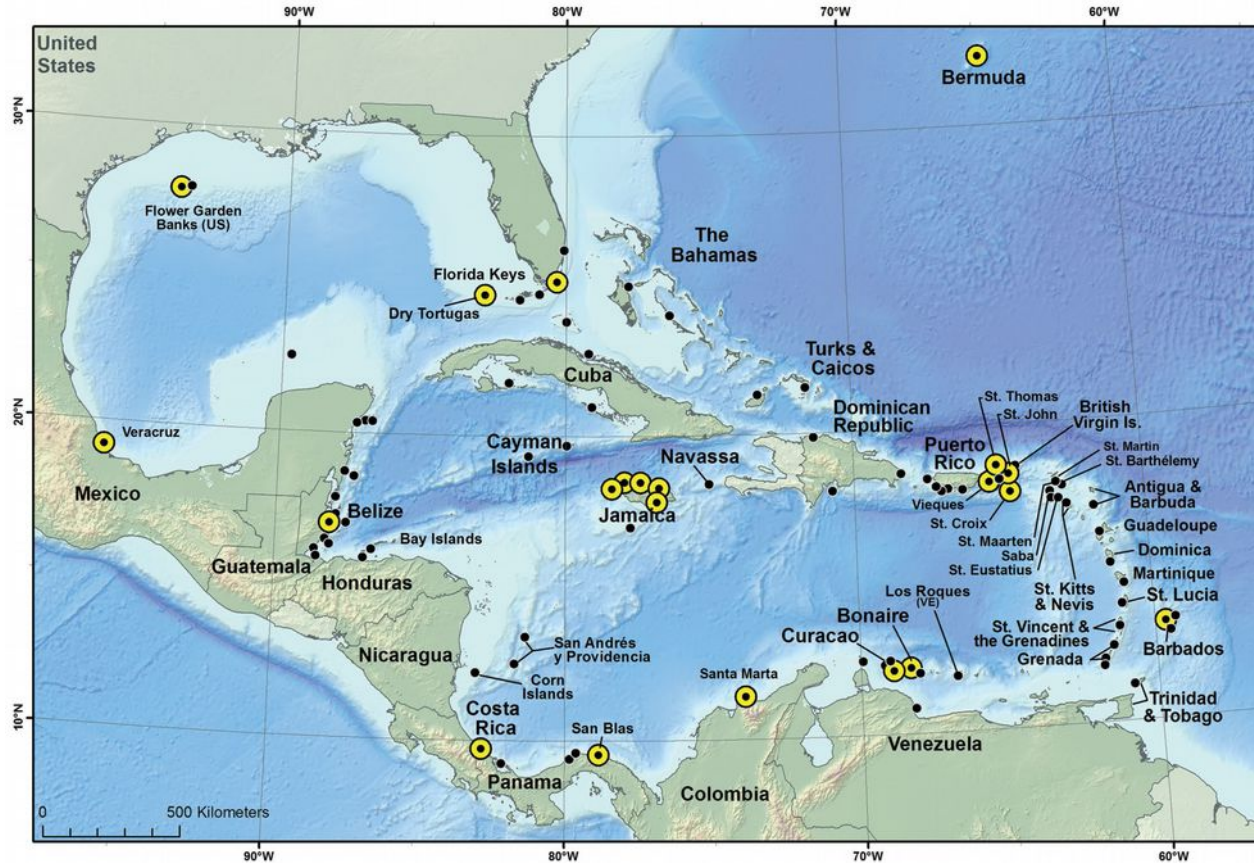 90°W
80°W
70°W
60°W
United
States
Bermuda
30°N
30°N
Flower Garden
Banks (US)
The
Bahamas
Florida Keys
Dry Tortugas
Turks &
Caicos
Cuba
St. Thomas
St. John
British
Virgin Is.
20°N
20°N
Veracruz
Dominican
Republic
Cayman
Islands
Puerto
Rico
St. Martin
St. Barthélemy
Navassa
Mexico
Belize
Jamaica
Vieques
Antigua &
Barbuda
St. Croix
Guadeloupe
Bay Islands
St. Maarten
Saba
Dominica
Guatemala
St. Eustatius
Honduras
Martinique
St. Kitts
& Nevis
St. Lucia
Los Roques
(VE)
Bonaire
St. Vincent &
the Grenadines
Curacao
San Andrés
y Providencia
Nicaragua
Grenada
Barbados
Santa Marta
Corn
Islands
Trinidad
& Tobago
Costa
Rica
10°N
10°N
San Blas
Venezuela
Panama
Colombia
0
500 Kilometers
90°W
80°W
70°W
60°W